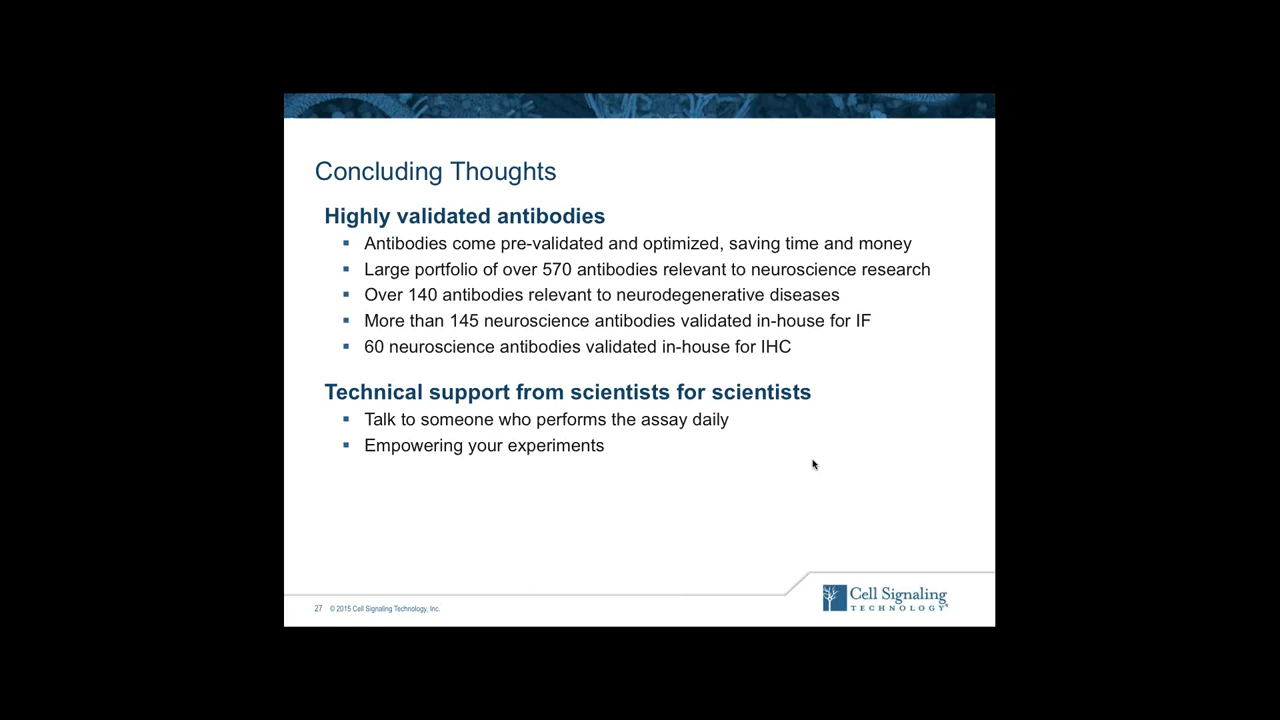 Concluding Thoughts
Highly validated antibodies
▪ Antibodies come pre-validated and optimized, saving time and money
▪ Large portfolio of over 570 antibodies relevant to neuroscience research
▪ Over 140 antibodies relevant to neurodegenerative diseases
▪ More than 145 neuroscience antibodies validated in-house for IF
▪ 60 neuroscience antibodies validated in-house for IHC
Technical support from scientists for scientists
▪ Talk to someone who performs the assay daily
▪ Empowering your experiments
27 © 2015 Cell Signaling Technology, Inc.
Cell Signaling
TECHNOLOGY®